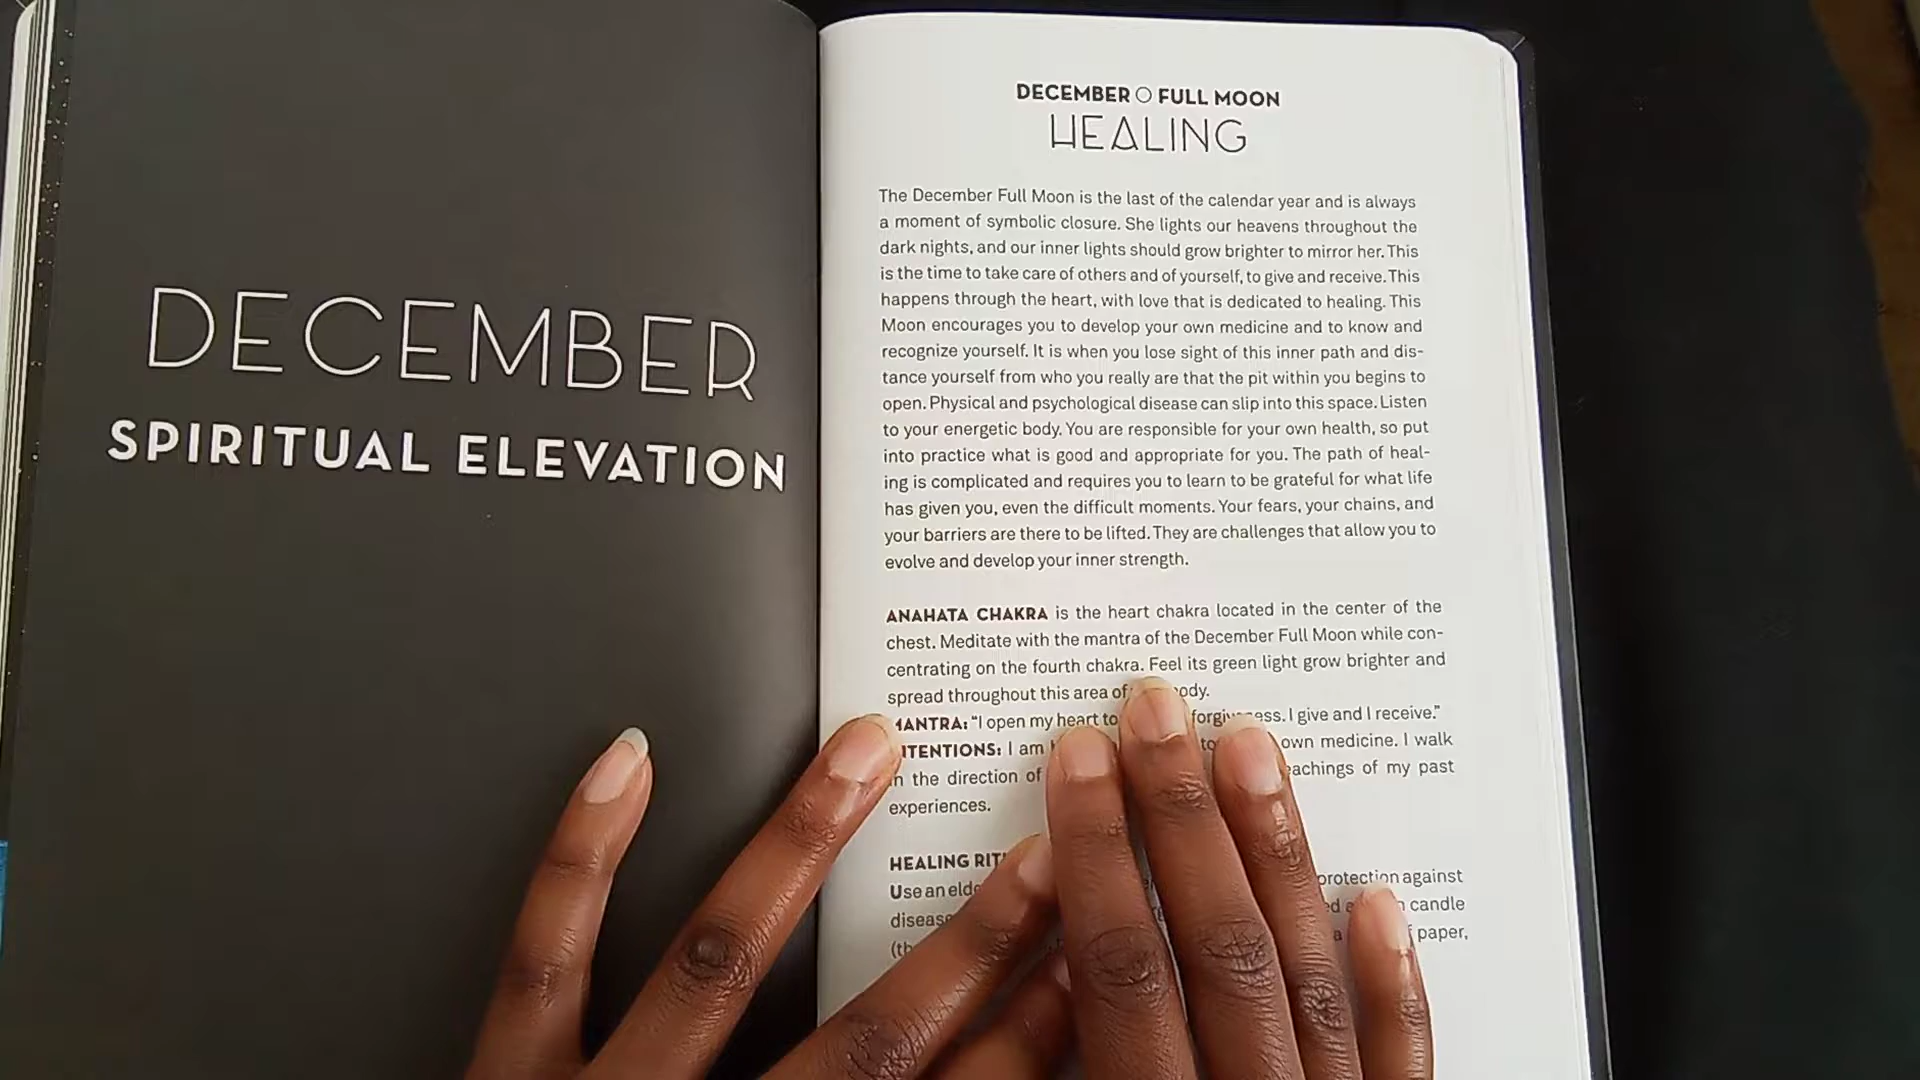 DECEMBER
SPIRITUAL ELEVATION
DECEMBER FULL MOON
HEALING
The December Full Moon is the last of the calendar year and is always
a moment of symbolic closure. She lights our heavens throughout the
dark nights, and our inner lights should grow brighter to mirror her. This
is the time to take care of others and of yourself, to give and receive. This
happens through the heart, with love that is dedicated to healing. This
Moon encourages you to develop your own medicine and to know and
recognize yourself. It is when you lose sight of this inner path and dis-
tance yourself from who you really are that the pit within you begins to
open. Physical and psychological disease can slip into this space. Listen
to your energetic body. You are responsible for your own health, so put
into practice what is good and appropriate for you. The path of heal-
ing is complicated and requires you to learn to be grateful for what life
has given you, even the difficult moments. Your fears, your chains, and
your barriers are there to be lifted. They are challenges that allow you to
evolve and develop your inner strength.
ANAHATA CHAKRA is the heart chakra located in the center of the
chest. Meditate with the mantra of the December Full Moon while con-
centrating on the fourth chakra. Feel its green light grow brighter and
spread throughout this area of body.
MANTRA: “I open my heart to forgiveness. I give and I receive.”
INTENTIONS: I am own medicine. I walk
in the direction of teachings of my past
experiences.
HEALING
Use an protection against
candle
paper,